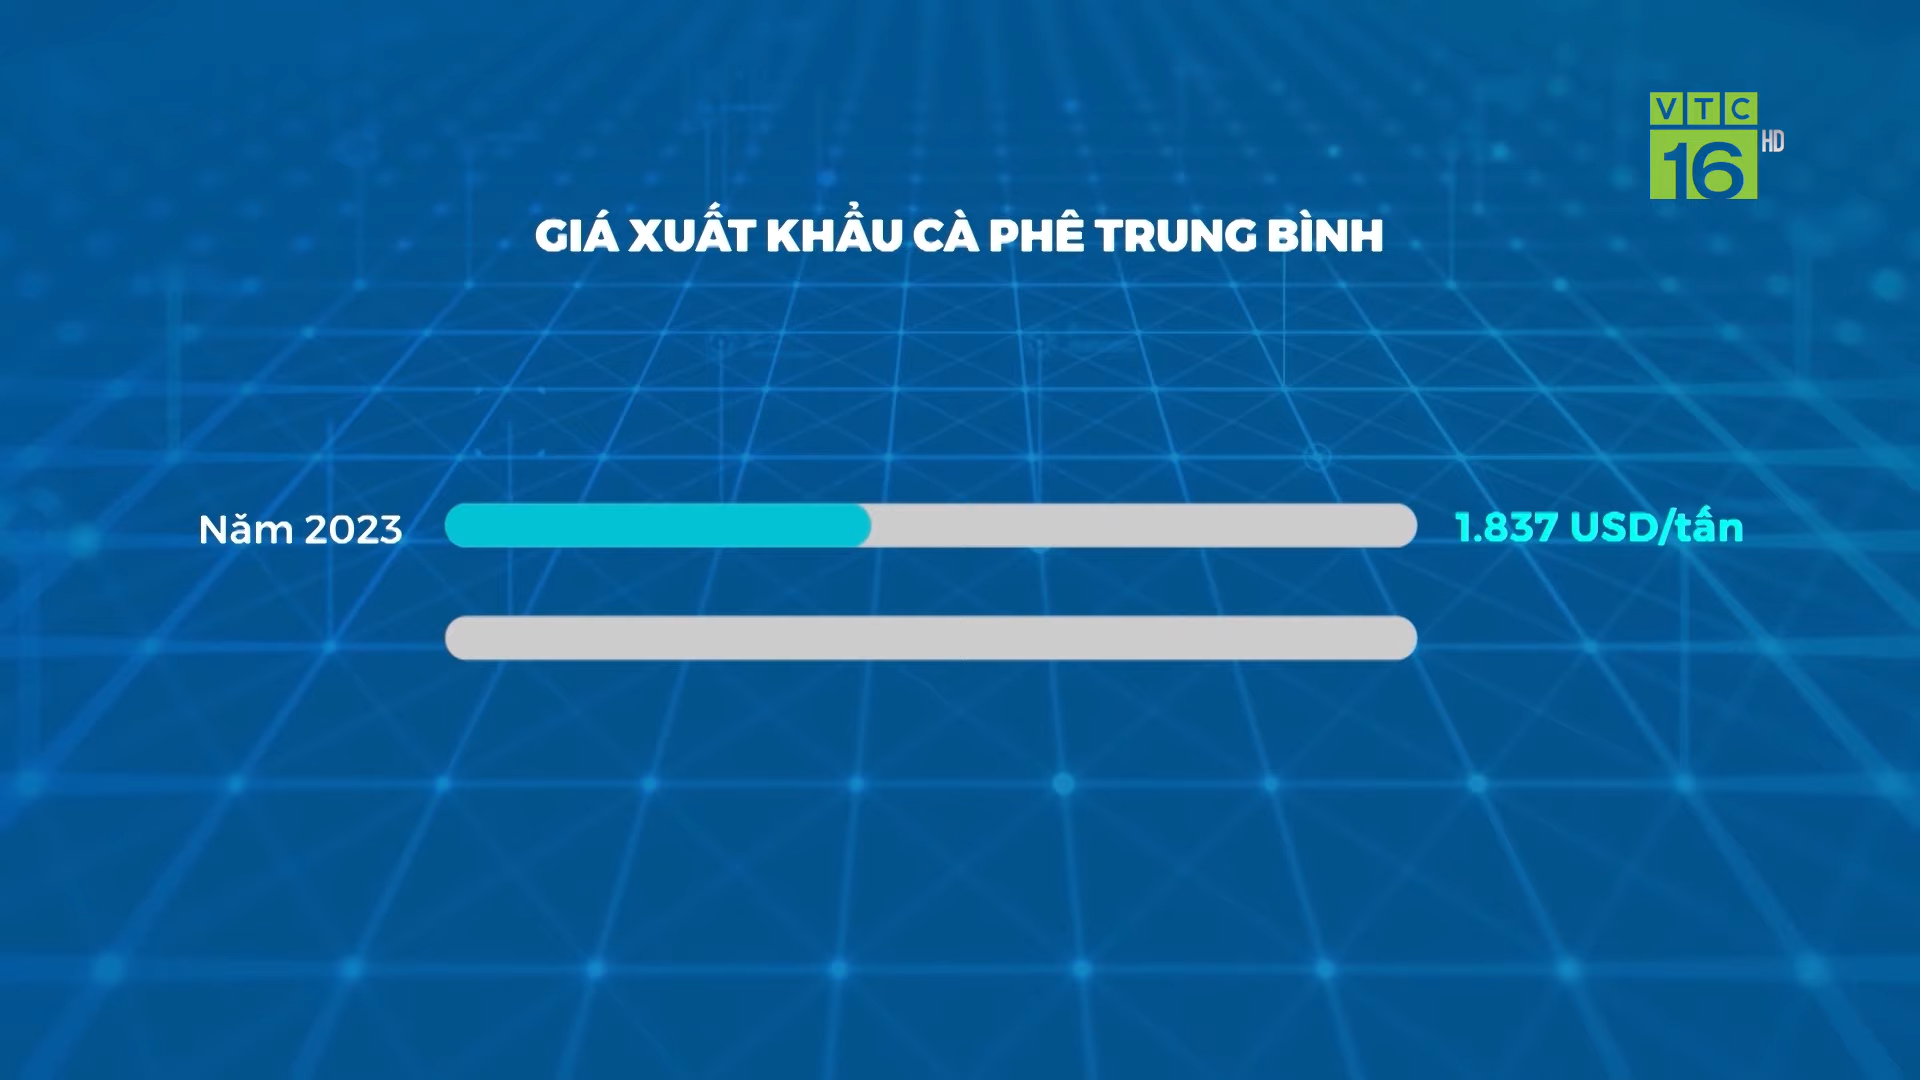 VTC
16 HD
GIÁ XUẤT KHẨU CÀ PHÊ TRUNG BÌNH
Năm 2023 1.837 USD/tấn